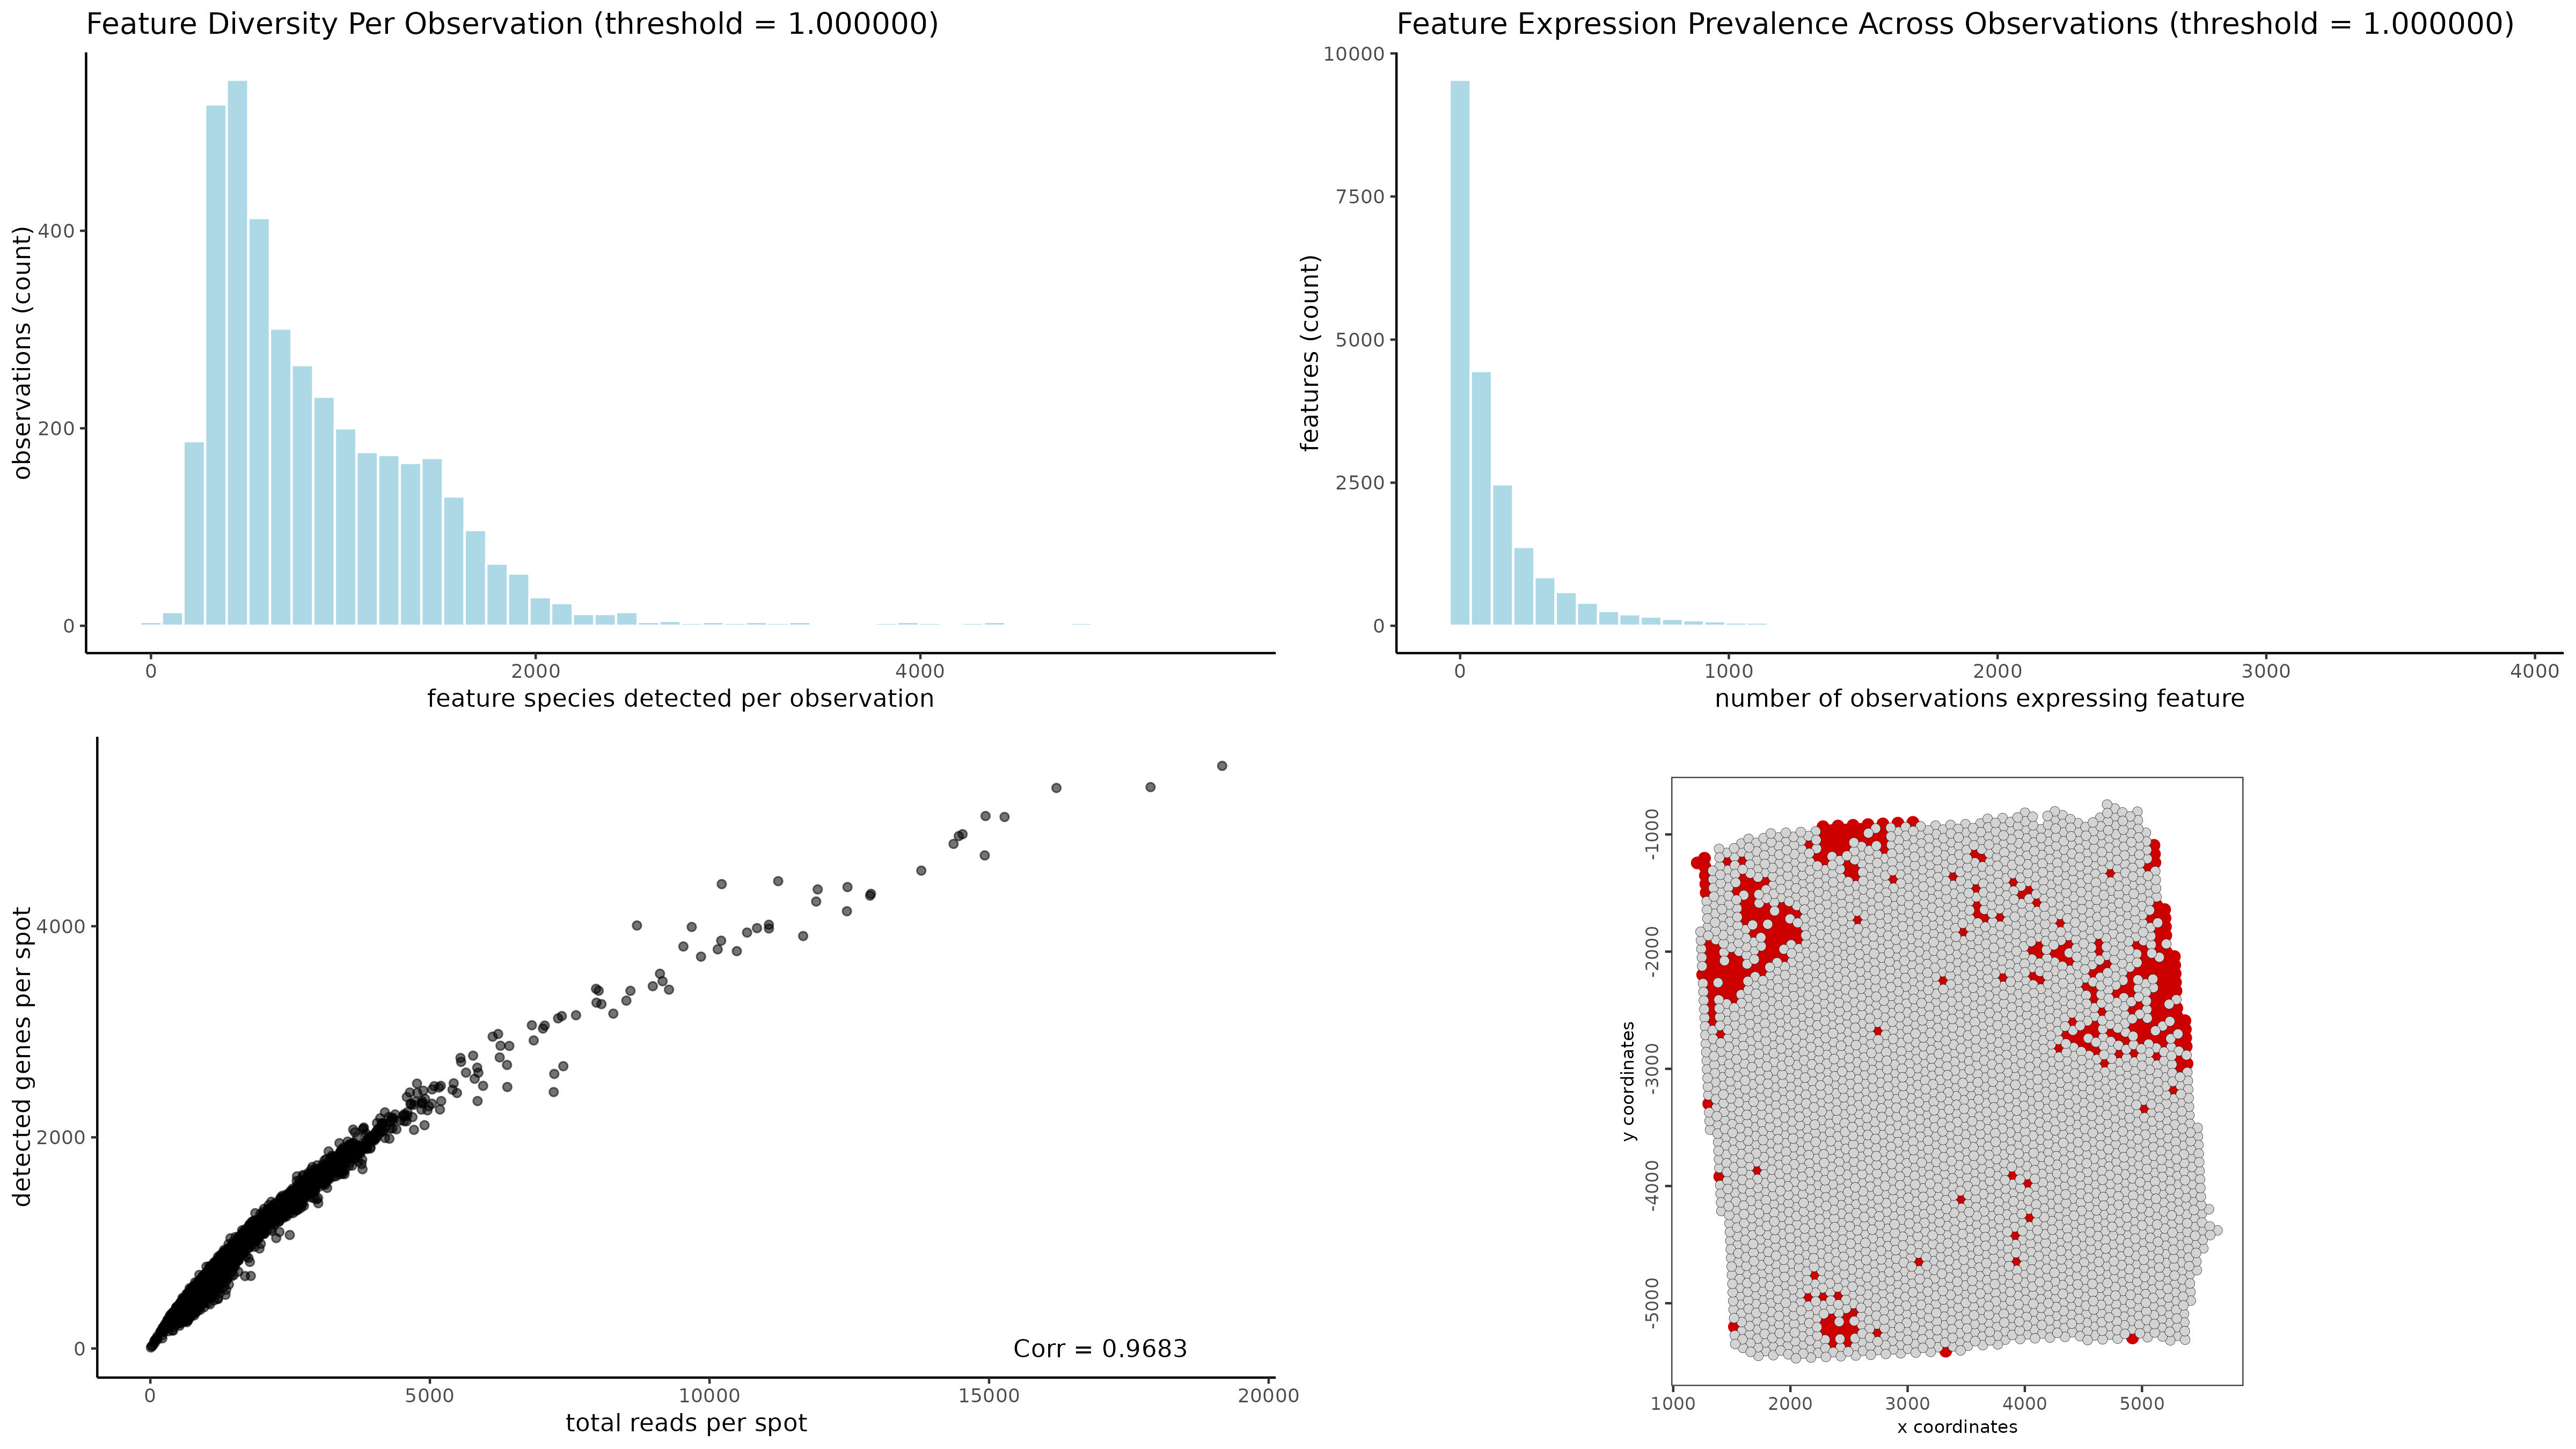 Feature Diversity Per Observation (threshold = 1.000000)
observations (count)
400
200
0
0 2000 4000
feature species detected per observation
Feature Expression Prevalence Across Observations (threshold = 1.000000)
features (count)
10000
7500
5000
2500
0
0 1000 2000 3000 4000
number of observations expressing feature
detected genes per spot
4000
2000
0
Corr = 0.9683
0 5000 10000 15000 20000
total reads per spot
y coordinates
-1000
-2000
-3000
-4000
-5000
1000 2000 3000 4000 5000
x coordinates